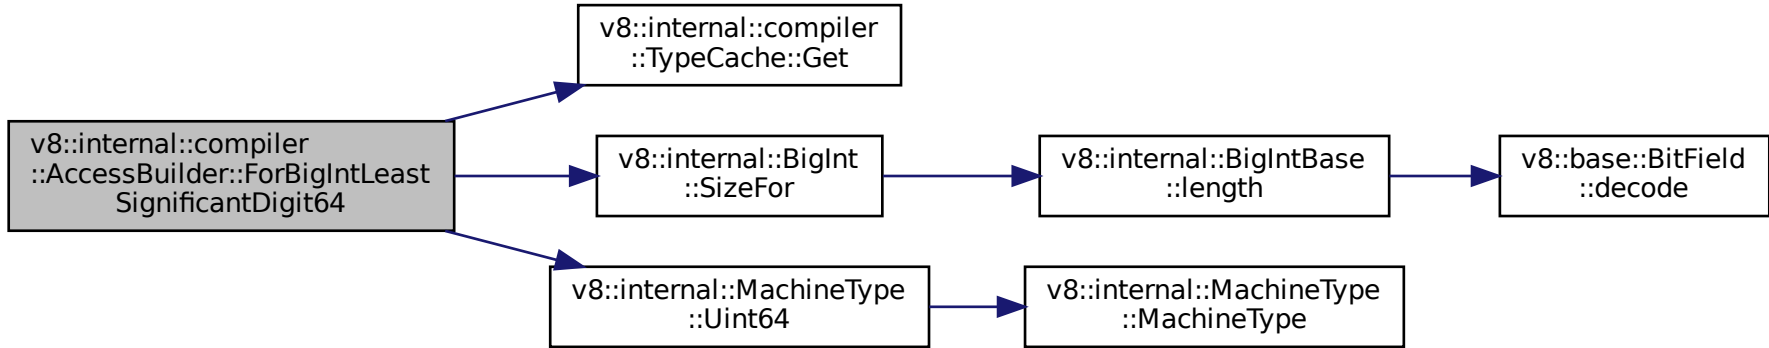 v8::internal::compiler
::TypeCache::Get
v8::internal::compiler
::AccessBuilder::ForBigIntLeast
SignificantDigit64
v8::internal::BigInt
::SizeFor
v8::internal::BigIntBase
::length
v8::base::BitField
::decode
v8::internal::MachineType
::Uint64
v8::internal::MachineType
::MachineType